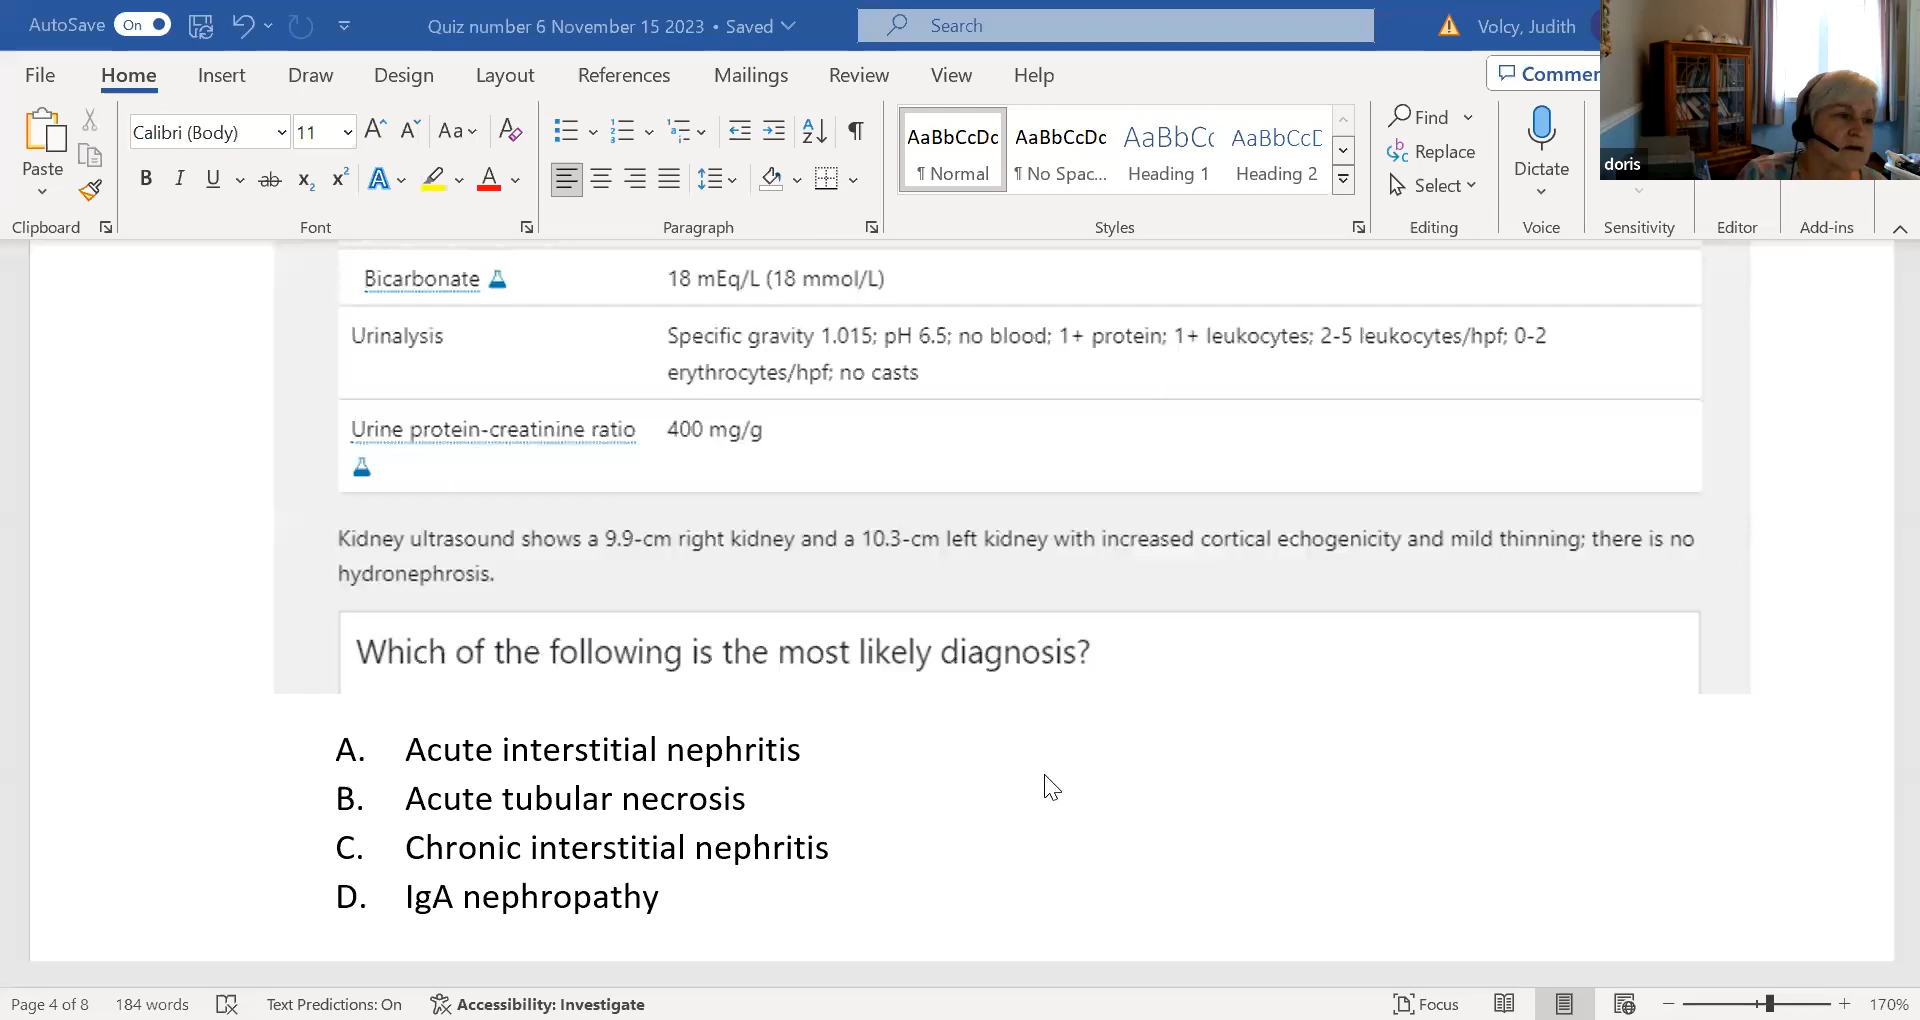 AutoSave On Quiz number 6 November 15 2023 • Saved Search Volcy, Judith
File Home Insert Draw Design Layout References Mailings Review View Help
Calibri (Body) 11 Aa
Paste
B I U ab x₂ x² A A
AaBbCcDc AaBbCcDc AaBbC AaBbCcD
¶ Normal ¶ No Spac... Heading 1 Heading 2
Find
Replace
Select
Dictate
doris
Clipboard Font Paragraph Styles Editing Voice Sensitivity Editor Add-ins
Bicarbonate 18 mEq/L (18 mmol/L)
Urinalysis Specific gravity 1.015; pH 6.5; no blood; 1+ protein; 1+ leukocytes; 2-5 leukocytes/hpf; 0-2
erythrocytes/hpf; no casts
Urine protein-creatinine ratio 400 mg/g
Kidney ultrasound shows a 9.9-cm right kidney and a 10.3-cm left kidney with increased cortical echogenicity and mild thinning; there is no
hydronephrosis.
Which of the following is the most likely diagnosis?
A. Acute interstitial nephritis
B. Acute tubular necrosis
C. Chronic interstitial nephritis
D. IgA nephropathy
Page 4 of 8 184 words Text Predictions: On Accessibility: Investigate Focus 170%